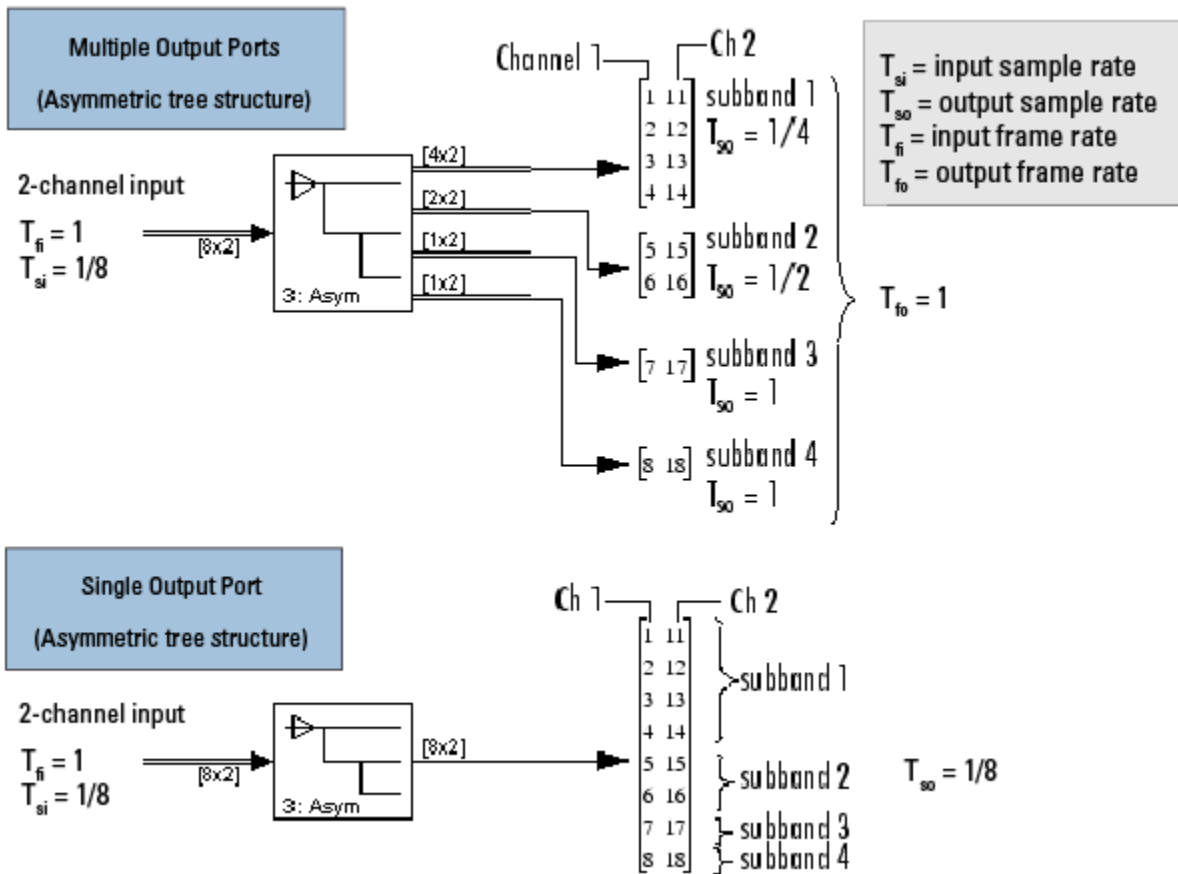 Multiple Output Ports
(Asymmetric tree structure)
2-channel input
T_fi = 1
T_si = 1/8
[8x2]
3: Asym
[4x2]
[2x2]
[1x2]
[1x2]
Channel 1
Ch 2
1 11
2 12
3 13
4 14
subband 1
T_so = 1/4
5 15
6 16
subband 2
T_so = 1/2
7 17
subband 3
T_so = 1
8 18
subband 4
T_so = 1
T_fo = 1
T_si = input sample rate
T_so = output sample rate
T_fi = input frame rate
T_fo = output frame rate
Single Output Port
(Asymmetric tree structure)
2-channel input
T_fi = 1
T_si = 1/8
[8x2]
3: Asym
[8x2]
Ch 1
Ch 2
1 11
2 12
3 13
4 14
5 15
6 16
7 17
8 18
subband 1
subband 2
subband 3
subband 4
T_so = 1/8